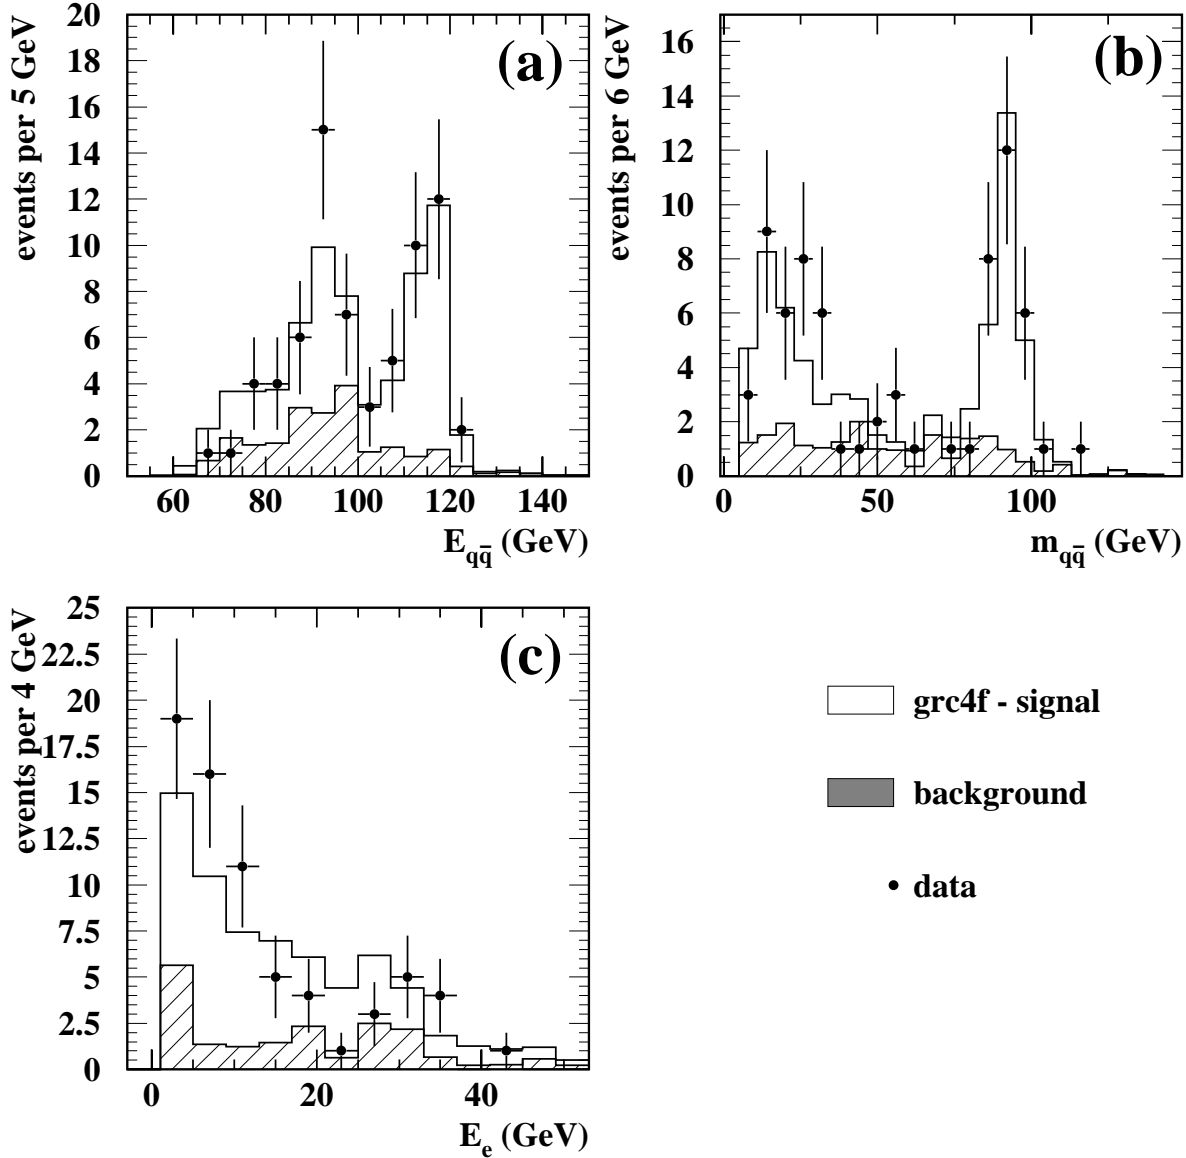 events per 5 GeV
20
18
16
14
12
10
8
6
4
2
0
(a)
60 80 100 120 140
E_{qq̅} (GeV)
events per 6 GeV
16
14
12
10
8
6
4
2
0
(b)
0 50 100
m_{qq̅} (GeV)
events per 4 GeV
25
22.5
20
17.5
15
12.5
10
7.5
5
2.5
0
(c)
0 20 40
E_e (GeV)
grc4f - signal
background
data